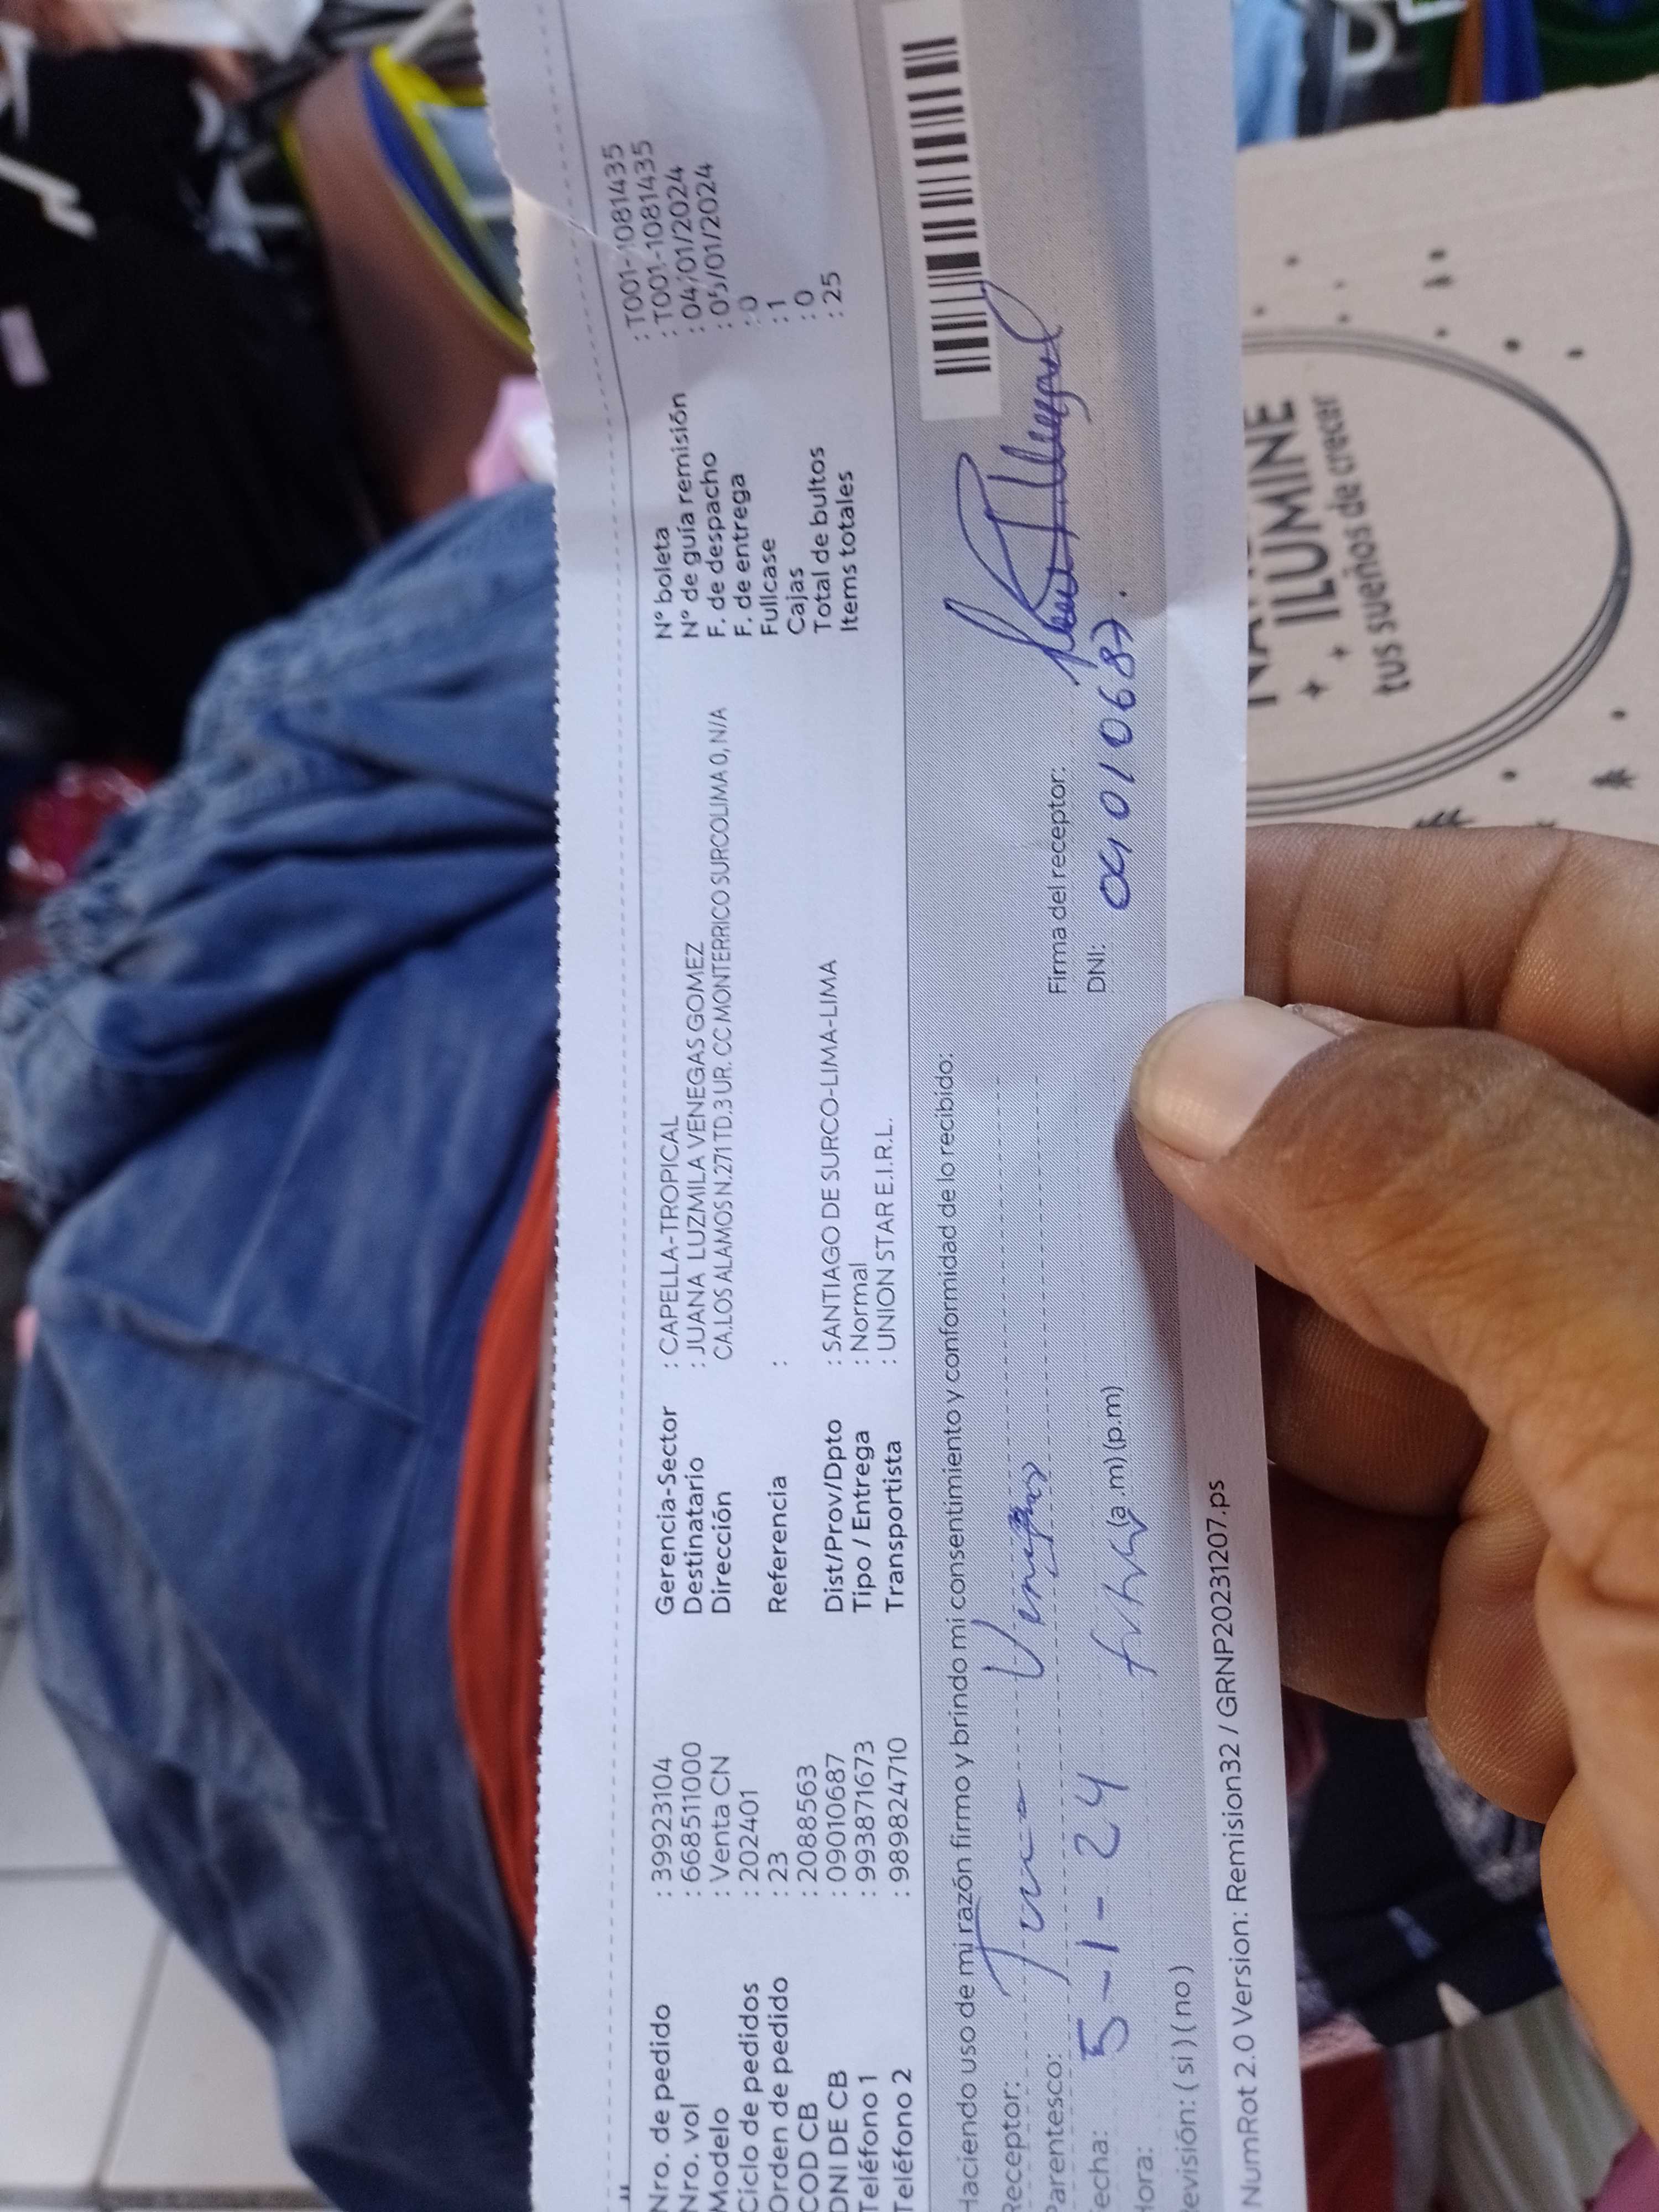 Nro. de pedido : 39923104 Gerencia-Sector : CAPELLA-TROPICAL N° boleta : T001-1081435
Nro. vol : 668511000 Destinatario : JUANA LUZMILA VENEGAS GOMEZ N° de guía remisión : T001-1081435
Modelo : Venta CN Dirección CA.LOS ALAMOS N.271 TD.3 UR. CC MONTERRICO SURCOLIMA 0, N/A F. de despacho : 04/01/2024
Ciclo de pedidos : 202401 F. de entrega : 05/01/2024
Orden de pedido : 23 Referencia : Fullcase : 0
COD CB : 2088563 Cajas : 1
DNI DE CB : 09010687 Dist/Prov/Dpto : SANTIAGO DE SURCO-LIMA-LIMA Total de bultos : 0
Teléfono 1 : 993871673 Tipo / Entrega : Normal Items totales : 25
Teléfono 2 : 989824710 Transportista : UNION STAR E.I.R.L.
Haciendo uso de mi razón firmo y brindo mi consentimiento y conformidad de lo recibido:
Receptor:
Parentesco: Firma del receptor:
Fecha: 5-1-24 DNI: 09010687.
Hora: (a.m) (p.m)
Revisión: ( si ) ( no )
NumRot 2.0 Version: Remision32 / GRNP20231207.ps
ILUMINE
tus sueños de crecer